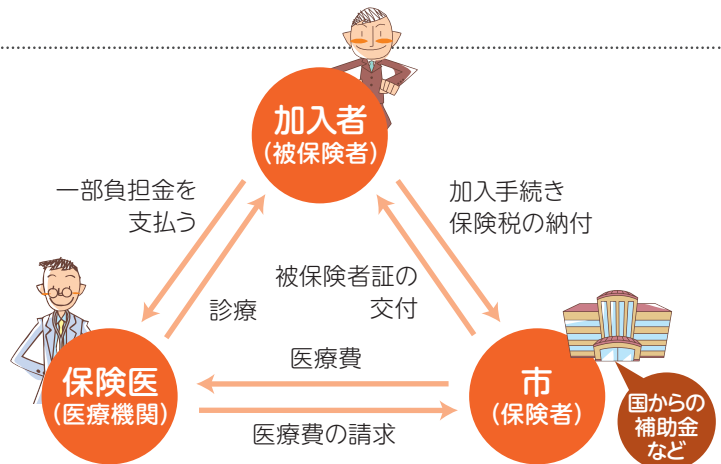 加入者
(被保険者)
一部負担金を
支払う
加入手続き
保険税の納付
診療
被保険者証の
交付
保険医
(医療機関)
医療費
医療費の請求
市
(保険者)
国からの
補助金
など